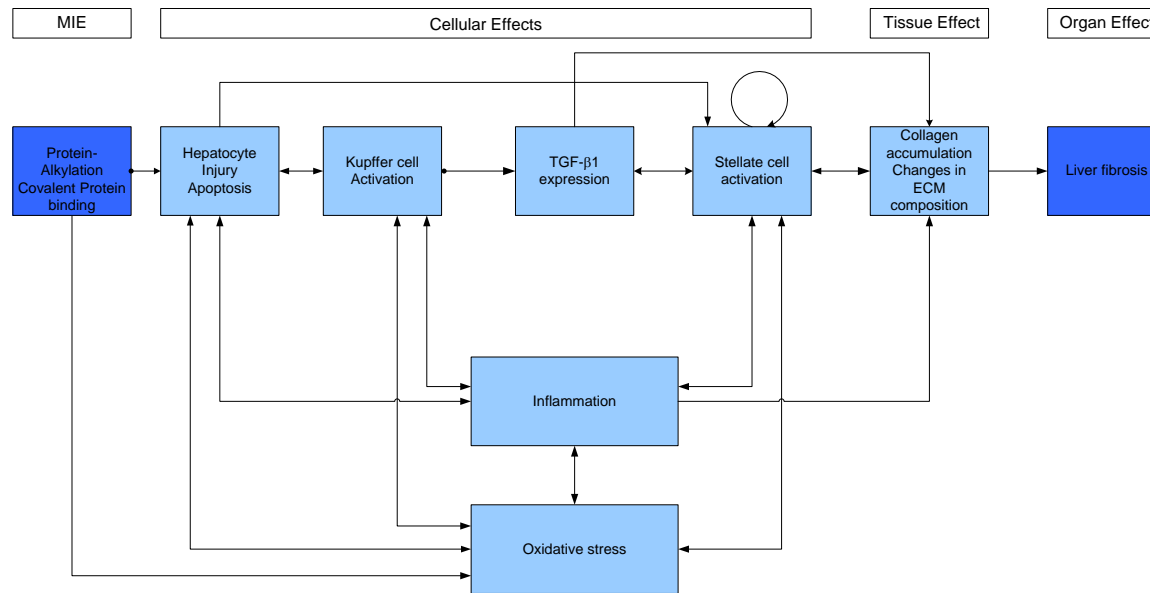 MIE
Cellular Effects
Tissue Effect
Organ Effect
Protein-
Alkylation
Covalent Protein
binding
Hepatocyte
Injury
Apoptosis
Kupffer cell
Activation
TGF-β1
expression
Stellate cell
activation
Collagen
accumulation
Changes in
ECM
composition
Liver fibrosis
Inflammation
Oxidative stress